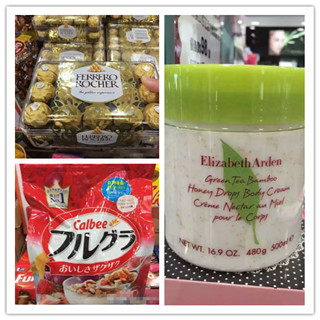 FERRERO
ROCHER
Calbee
フルグラ
おいしさザクザク
Elizabeth Arden
Green Tea Bamboo
Honey Drops Body Cream
Crème Nectar au Miel
pour le Corps
NET. WT. 16.9 OZ. 480g 500ml